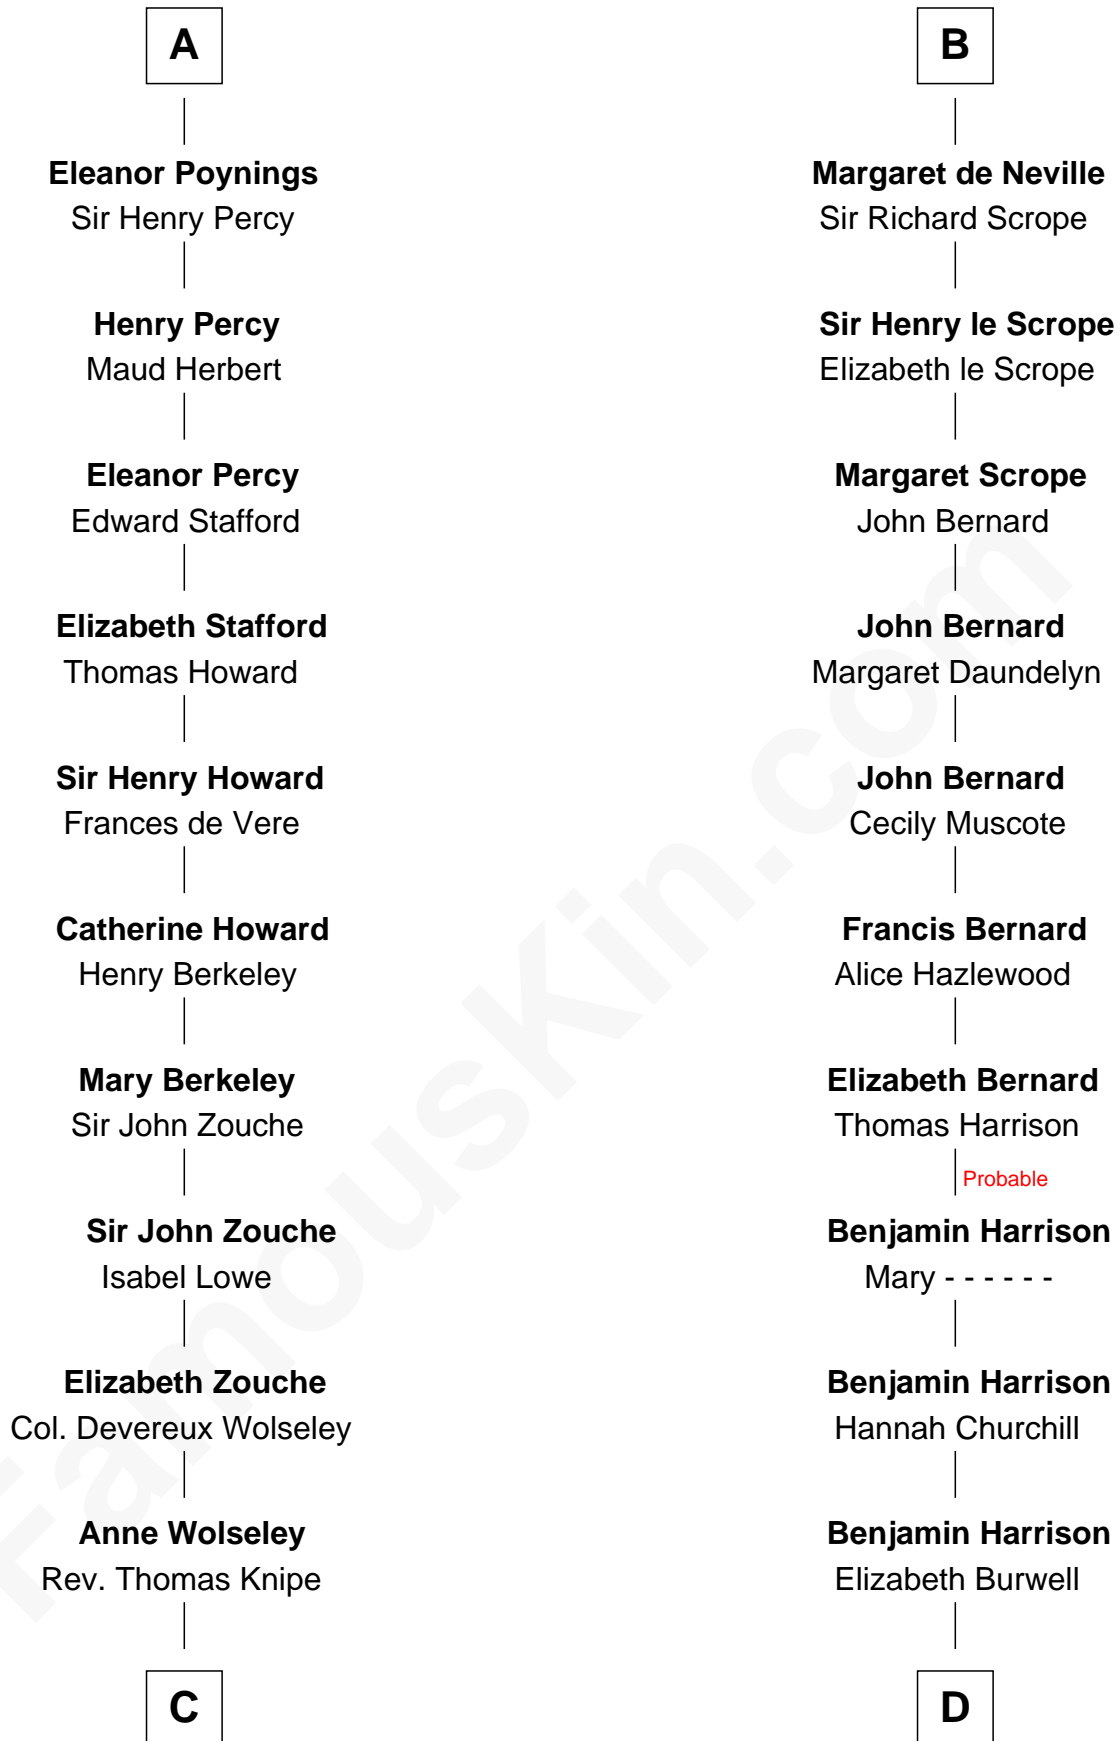 A
Eleanor Poynings
Sir Henry Percy
Henry Percy
Maud Herbert
Eleanor Percy
Edward Stafford
Elizabeth Stafford
Thomas Howard
Sir Henry Howard
Frances de Vere
Catherine Howard
Henry Berkeley
Mary Berkeley
Sir John Zouche
Sir John Zouche
Isabel Lowe
Elizabeth Zouche
Col. Devereux Wolseley
Anne Wolseley
Rev. Thomas Knipe
C
B
Margaret de Neville
Sir Richard Scrope
Sir Henry le Scrope
Elizabeth le Scrope
Margaret Scrope
John Bernard
John Bernard
Margaret Daundelyn
John Bernard
Cecily Muscote
Francis Bernard
Alice Hazlewood
Elizabeth Bernard
Thomas Harrison
Probable
Benjamin Harrison
Mary - - - - - -
Benjamin Harrison
Hannah Churchill
Benjamin Harrison
Elizabeth Burwell
D
FamousKin.com